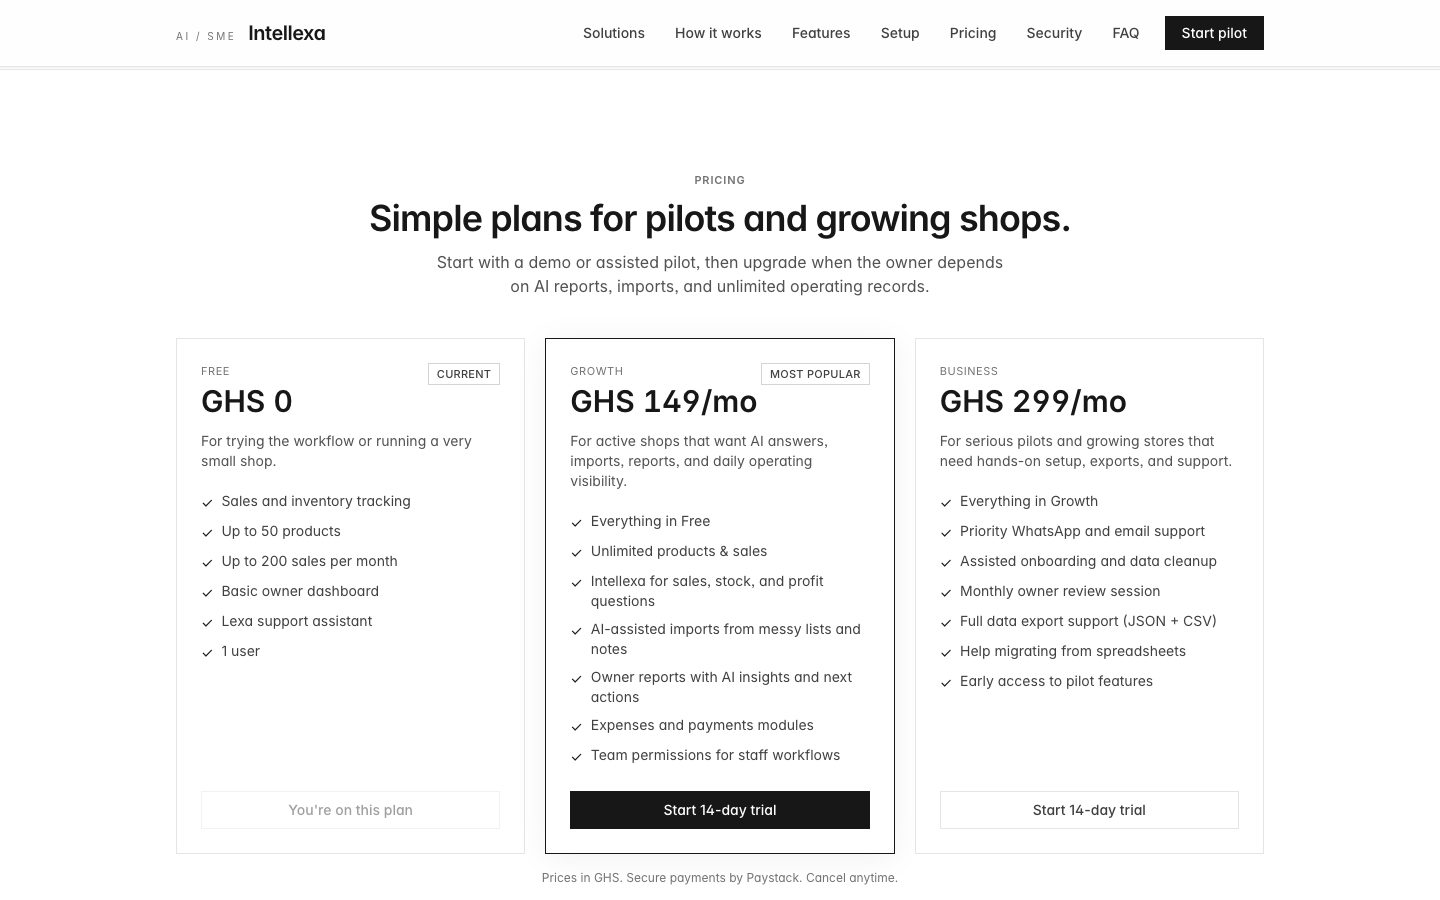 AI / SME Intellexa
Solutions
How it works
Features
Setup
Pricing
Security
FAQ
Start pilot
PRICING
Simple plans for pilots and growing shops.
Start with a demo or assisted pilot, then upgrade when the owner depends
on AI reports, imports, and unlimited operating records.
FREE
CURRENT
GHS 0
For trying the workflow or running a very
small shop.
Sales and inventory tracking
Up to 50 products
Up to 200 sales per month
Basic owner dashboard
Lexa support assistant
1 user
You're on this plan
GROWTH
MOST POPULAR
GHS 149/mo
For active shops that want AI answers,
imports, reports, and daily operating
visibility.
Everything in Free
Unlimited products & sales
Intellexa for sales, stock, and profit
questions
AI-assisted imports from messy lists and
notes
Owner reports with AI insights and next
actions
Expenses and payments modules
Team permissions for staff workflows
Start 14-day trial
BUSINESS
GHS 299/mo
For serious pilots and growing stores that
need hands-on setup, exports, and support.
Everything in Growth
Priority WhatsApp and email support
Assisted onboarding and data cleanup
Monthly owner review session
Full data export support (JSON + CSV)
Help migrating from spreadsheets
Early access to pilot features
Start 14-day trial
Prices in GHS. Secure payments by Paystack. Cancel anytime.